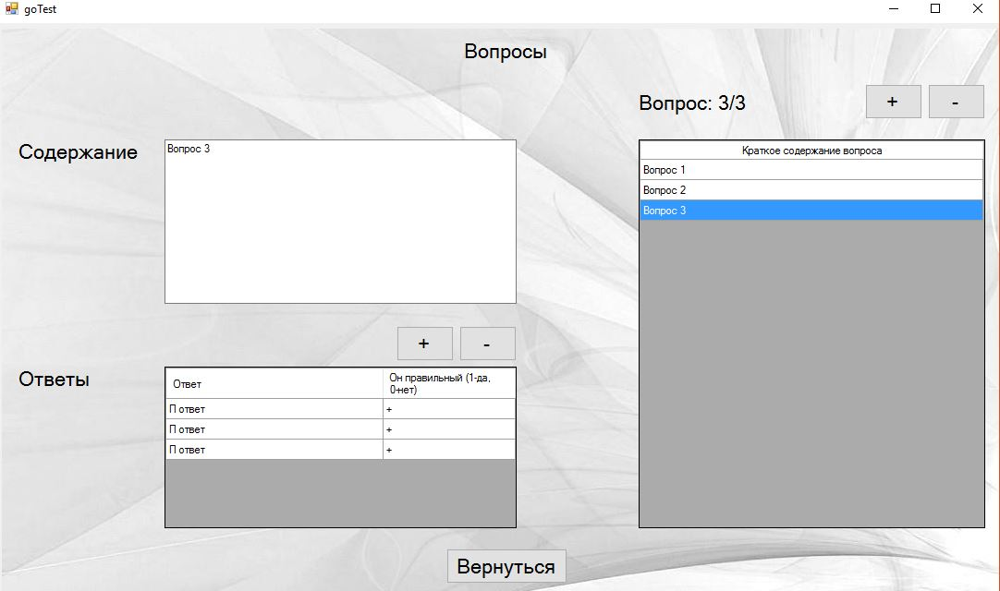 goTest
Вопросы
Вопрос: 3/3
+
-
Содержание
Вопрос 3
Краткое содержание вопроса
Вопрос 1
Вопрос 2
Вопрос 3
+
-
Ответы
Ответ
Он правильный (1-да,
0-нет)
П ответ
+
П ответ
+
П ответ
+
Вернуться